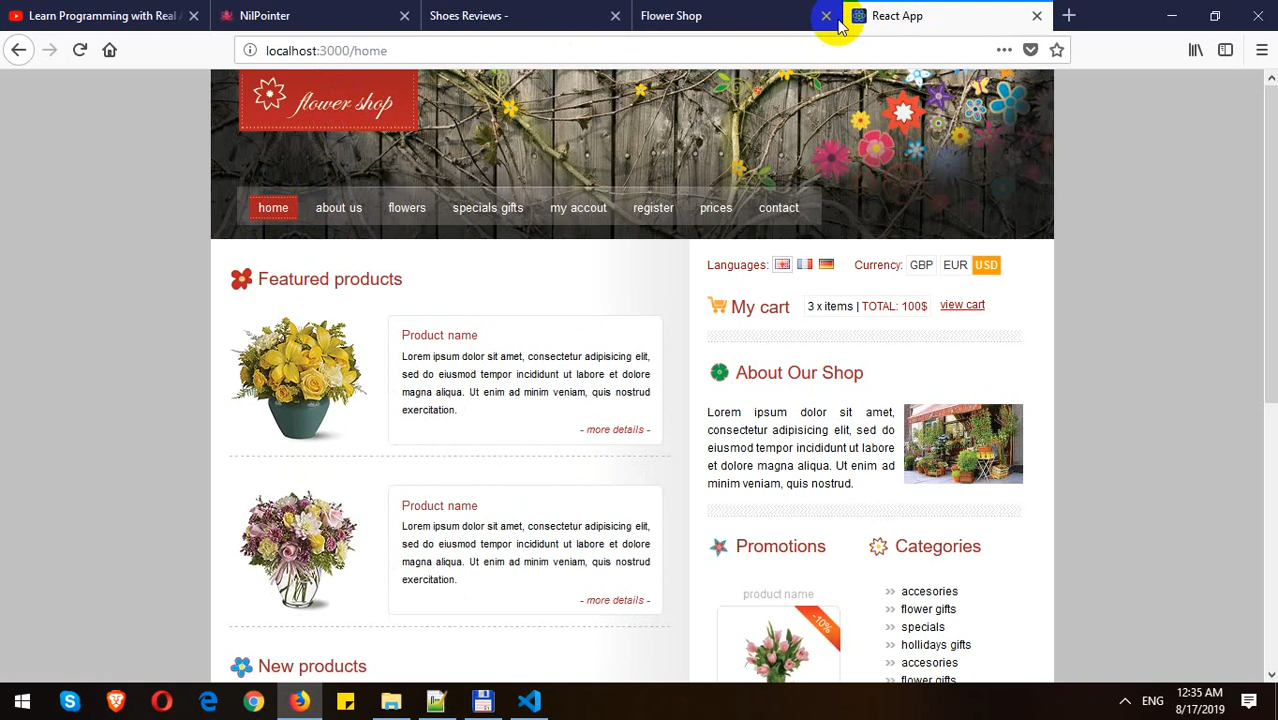 Learn Programming with Real A
NilPointer
Shoes Reviews -
Flower Shop
React App
localhost:3000/home
flower shop
home
about us
flowers
specials gifts
my accout
register
prices
contact
Featured products
Product name
Lorem ipsum dolor sit amet, consectetur adipisicing elit,
sed do eiusmod tempor incididunt ut labore et dolore
magna aliqua. Ut enim ad minim veniam, quis nostrud
exercitation.
- more details -
Product name
Lorem ipsum dolor sit amet, consectetur adipisicing elit,
sed do eiusmod tempor incididunt ut labore et dolore
magna aliqua. Ut enim ad minim veniam, quis nostrud
exercitation.
- more details -
New products
Languages:
Currency: GBP EUR USD
My cart
3 x items | TOTAL: 100$
view cart
About Our Shop
Lorem ipsum dolor sit amet,
consectetur adipisicing elit, sed do
eiusmod tempor incididunt ut labore
et dolore magna aliqua. Ut enim ad
minim veniam, quis nostrud.
Promotions
product name
-10%
Categories
accesories
flower gifts
specials
hollidays gifts
accesories
flower gifts
ENG
12:35 AM
8/17/2019